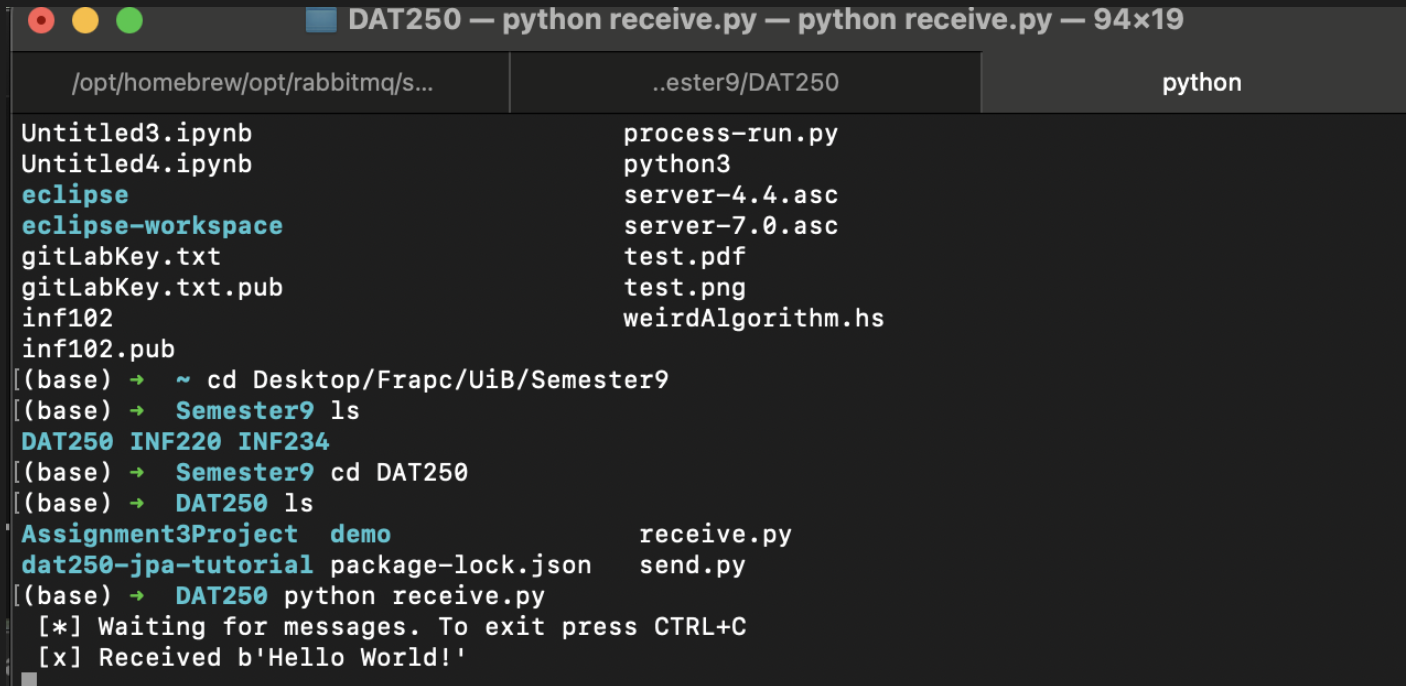 DAT250 — python receive.py — python receive.py — 94×19
/opt/homebrew/opt/rabbitmq/s... ..ester9/DAT250 python
Untitled3.ipynb process-run.py
Untitled4.ipynb python3
eclipse server-4.4.asc
eclipse-workspace server-7.0.asc
gitLabKey.txt test.pdf
gitLabKey.txt.pub test.png
inf102 weirdAlgorithm.hs
inf102.pub
[(base) ➜ ~ cd Desktop/Frapc/UiB/Semester9
[(base) ➜ Semester9 ls
DAT250 INF220 INF234
[(base) ➜ Semester9 cd DAT250
[(base) ➜ DAT250 ls
Assignment3Project demo receive.py
dat250-jpa-tutorial package-lock.json send.py
[(base) ➜ DAT250 python receive.py
[*] Waiting for messages. To exit press CTRL+C
[x] Received b'Hello World!'